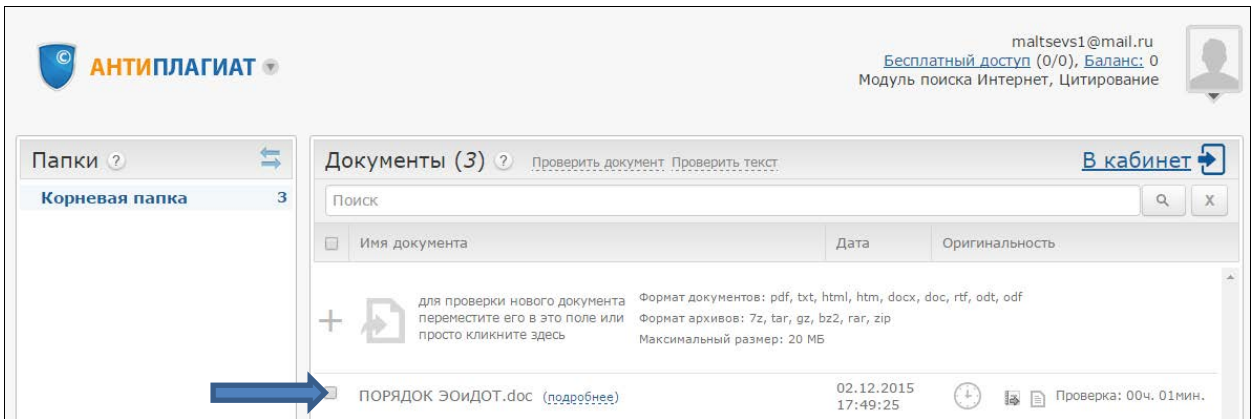 maltsevs1@mail.ru
© АНТИПЛАГИАТ
Бесплатный доступ (0/0), Баланс: 0
Модуль поиска Интернет, Цитирование
Папки ?
Корневая папка 3
Документы (3) ? Проверить документ Проверить текст В кабинет
Поиск X
Имя документа Дата Оригинальность
для проверки нового документа
переместите его в это поле или
просто кликните здесь
Формат документов: pdf, txt, html, htm, docx, doc, rtf, odt, odf
Формат архивов: 7z, tar, gz, bz2, rar, zip
Максимальный размер: 20 МБ
ПОРЯДОК ЭОиДОТ.doc (подробнее) 02.12.2015
17:49:25
Проверка: 00ч. 01мин.